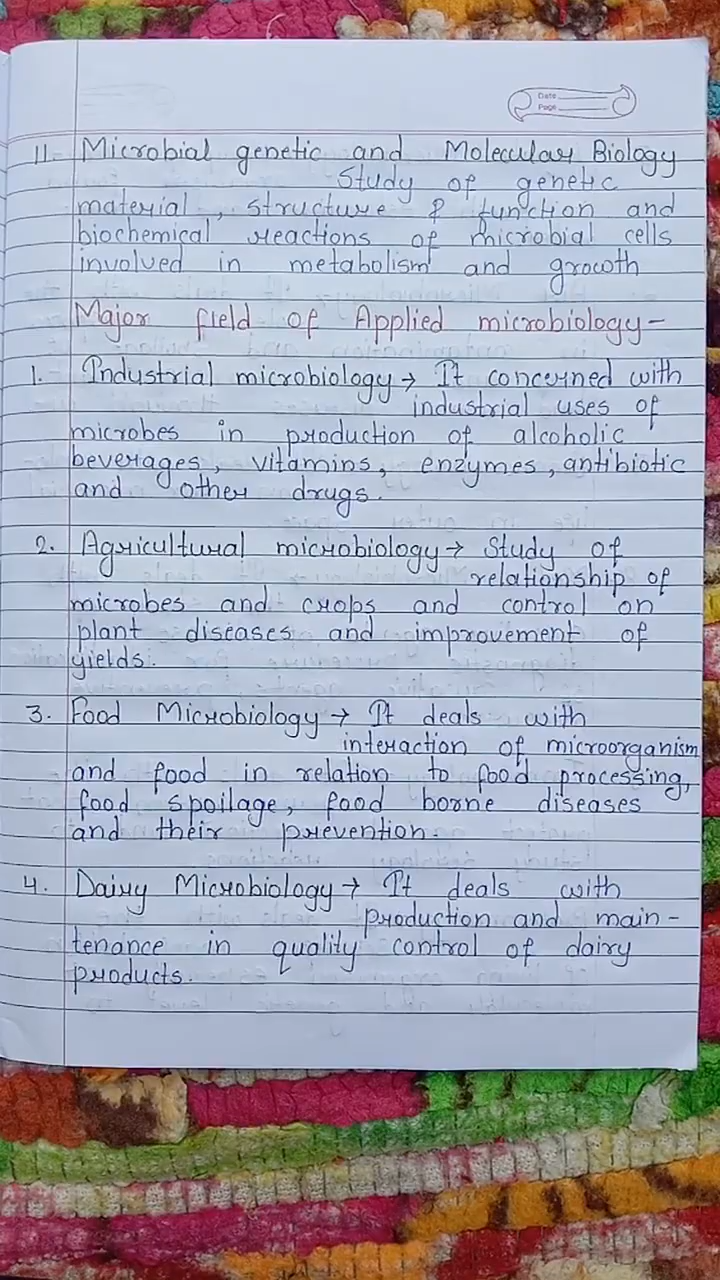 Date
Page
11. Microbial genetic and Molecular Biology
Study of genetic
material, structure & function and
biochemical reactions of microbial cells
involved in metabolism and growth
Major field of Applied microbiology-
1. Industrial microbiology → It concerned with
industrial uses of
microbes in production of alcoholic
beverages, vitamins, enzymes, antibiotic
and other drugs.
2. Agricultural microbiology → Study of
relationship of
microbes and crops and control on
plant diseases and improvement of
yields.
3. Food Microbiology → It deals with
interaction of microorganism
and food in relation to food processing,
food spoilage, food borne diseases
and their prevention.
4. Dairy Microbiology → It deals with
production and main-
tenance in quality control of dairy
products.